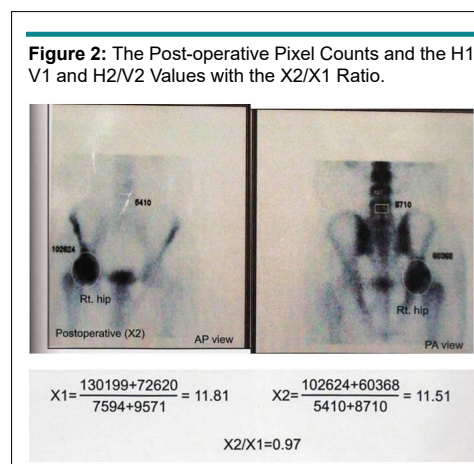 Figure 2: The Post-operative Pixel Counts and the H1
V1 and H2/V2 Values with the X2/X1 Ratio.
5410
8710
102624
60368
Rt. hip
Rt. hip
Postoperative (X2)
AP view
PA view
X1= 130199+72620 / 7594+9571 = 11.81
X2= 102624+60368 / 5410+8710 = 11.51
X2/X1=0.97